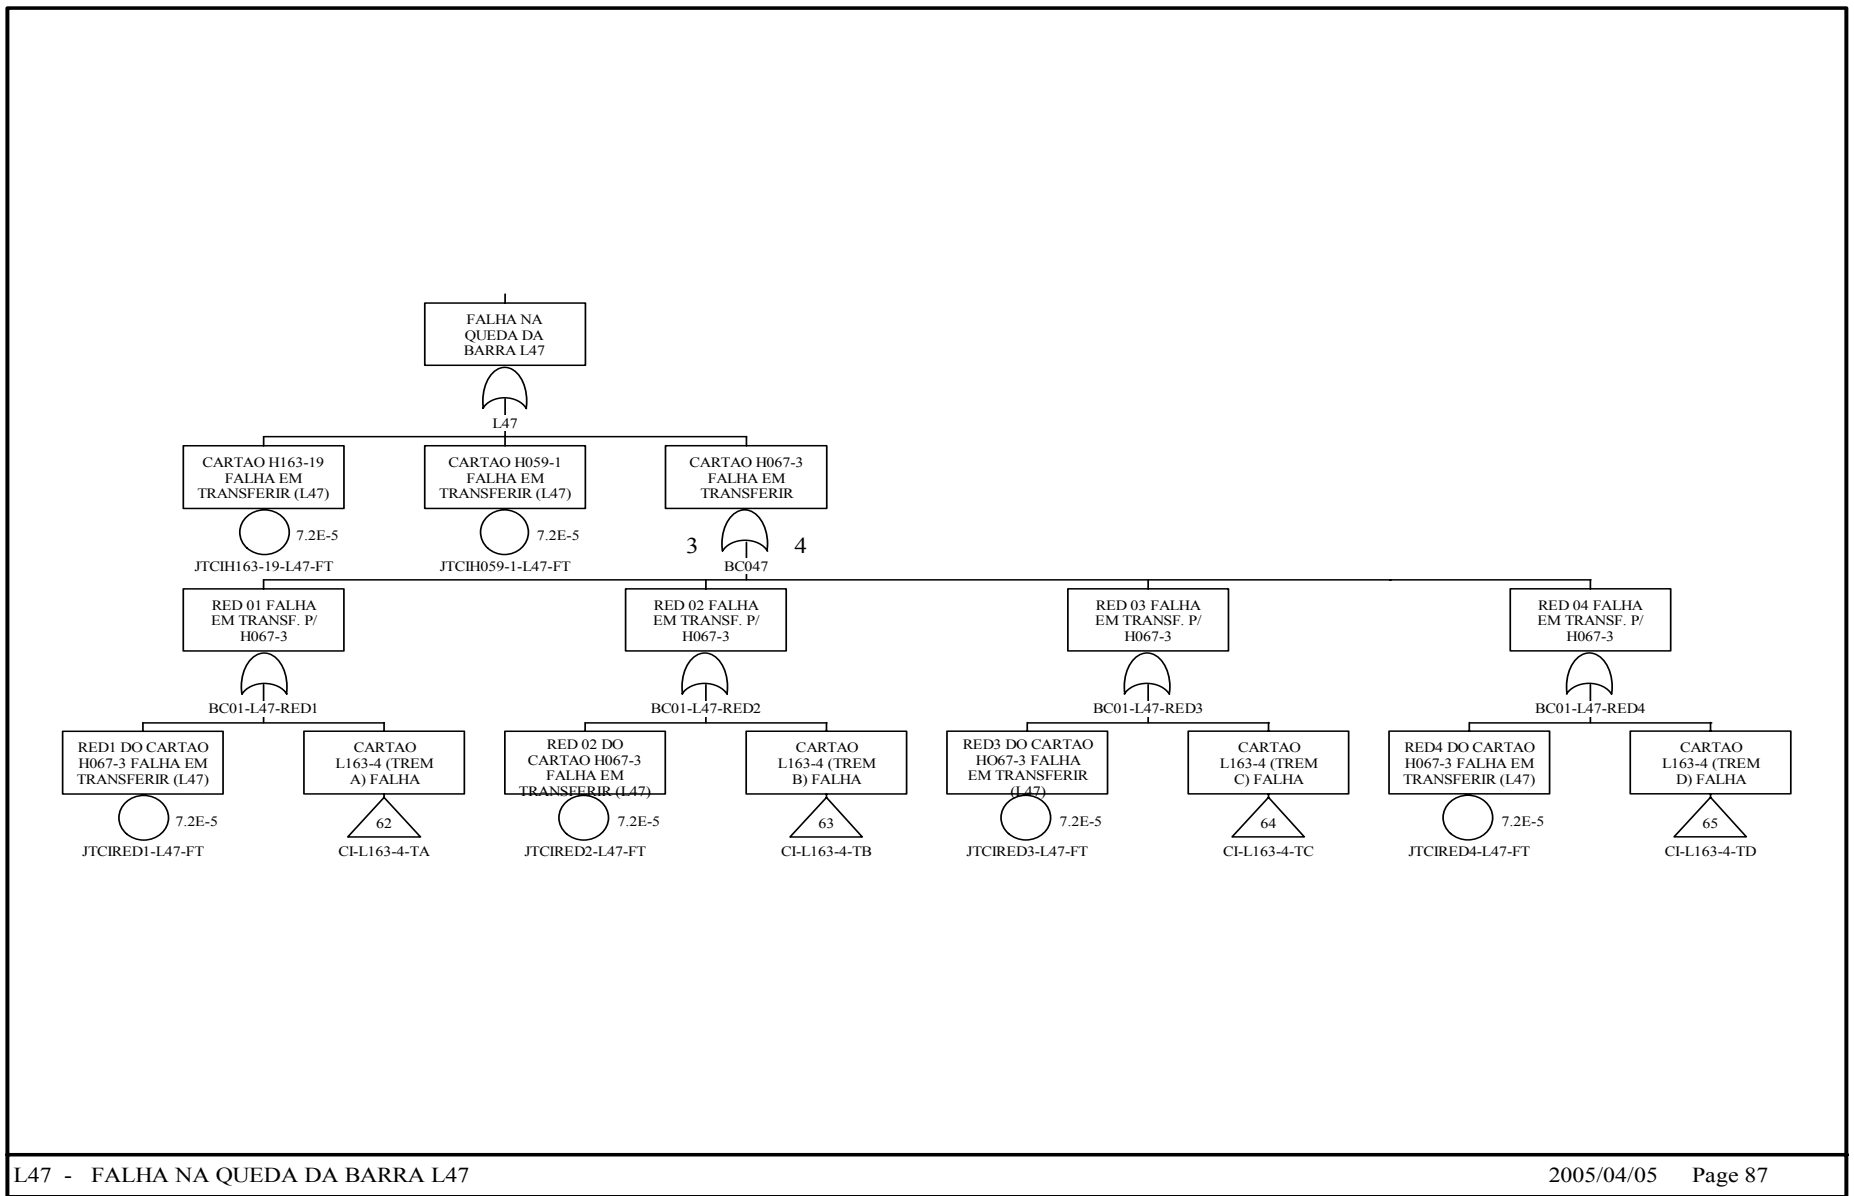 FALHA NA
QUEDA DA
BARRA L47
L47
CARTAO H163-19
FALHA EM
TRANSFERIR (L47)
7.2E-5
JTCIH163-19-L47-FT
CARTAO H059-1
FALHA EM
TRANSFERIR (L47)
7.2E-5
JTCIH059-1-L47-FT
CARTAO H067-3
FALHA EM
TRANSFERIR
3
4
BC047
RED 01 FALHA
EM TRANSF. P/
H067-3
BC01-L47-RED1
RED 02 FALHA
EM TRANSF. P/
H067-3
BC01-L47-RED2
RED 03 FALHA
EM TRANSF. P/
H067-3
BC01-L47-RED3
RED 04 FALHA
EM TRANSF. P/
H067-3
BC01-L47-RED4
RED1 DO CARTAO
H067-3 FALHA EM
TRANSFERIR (L47)
7.2E-5
JTCIRED1-L47-FT
CARTAO
L163-4 (TREM
A) FALHA
62
CI-L163-4-TA
RED 02 DO
CARTAO H067-3
FALHA EM
TRANSFERIR (L47)
7.2E-5
JTCIRED2-L47-FT
CARTAO
L163-4 (TREM
B) FALHA
63
CI-L163-4-TB
RED3 DO CARTAO
HO67-3 FALHA
EM TRANSFERIR
(L47)
7.2E-5
JTCIRED3-L47-FT
CARTAO
L163-4 (TREM
C) FALHA
64
CI-L163-4-TC
RED4 DO CARTAO
H067-3 FALHA EM
TRANSFERIR (L47)
7.2E-5
JTCIRED4-L47-FT
CARTAO
L163-4 (TREM
D) FALHA
65
CI-L163-4-TD
L47 - FALHA NA QUEDA DA BARRA L47
2005/04/05 Page 87